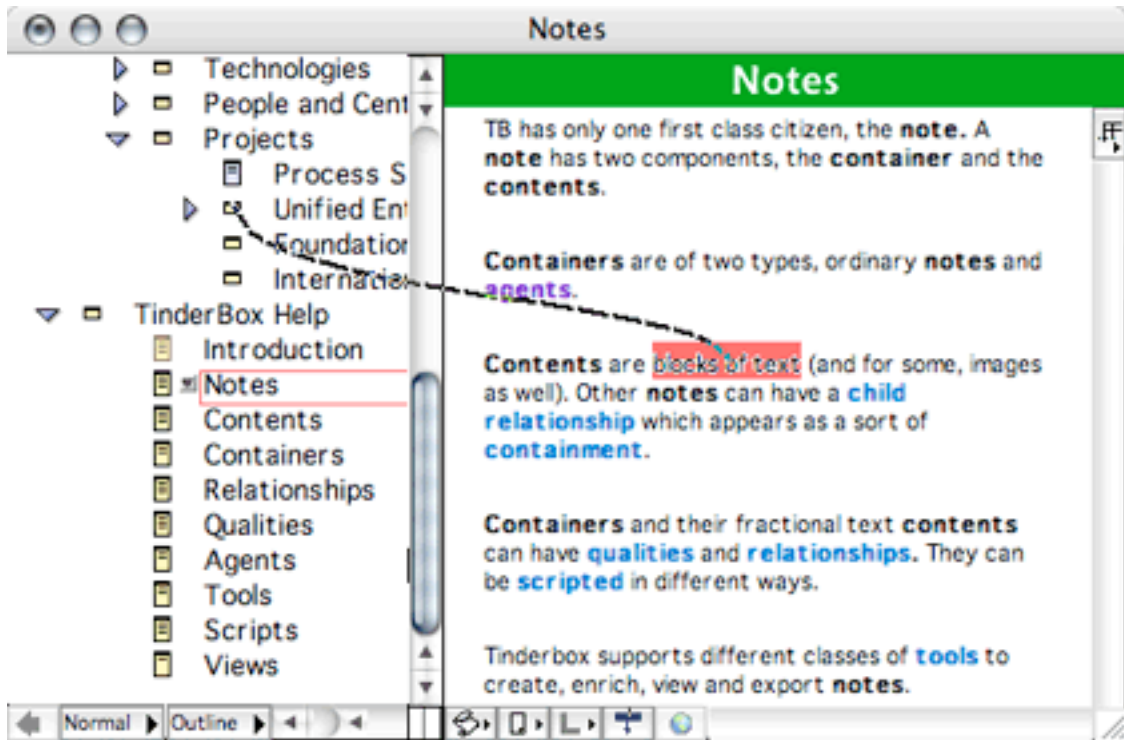 Notes
Technologies
People and Cent
Projects
Process S
Unified Ent
Foundation
Internation
TinderBox Help
Introduction
Notes
Contents
Containers
Relationships
Qualities
Agents
Tools
Scripts
Views
Normal
Outline
Notes
TB has only one first class citizen, the note. A
note has two components, the container and the
contents.
Containers are of two types, ordinary notes and
agents.
Contents are blocks of text (and for some, images
as well). Other notes can have a child
relationship which appears as a sort of
containment.
Containers and their fractional text contents
can have qualities and relationships. They can
be scripted in different ways.
Tinderbox supports different classes of tools to
create, enrich, view and export notes.